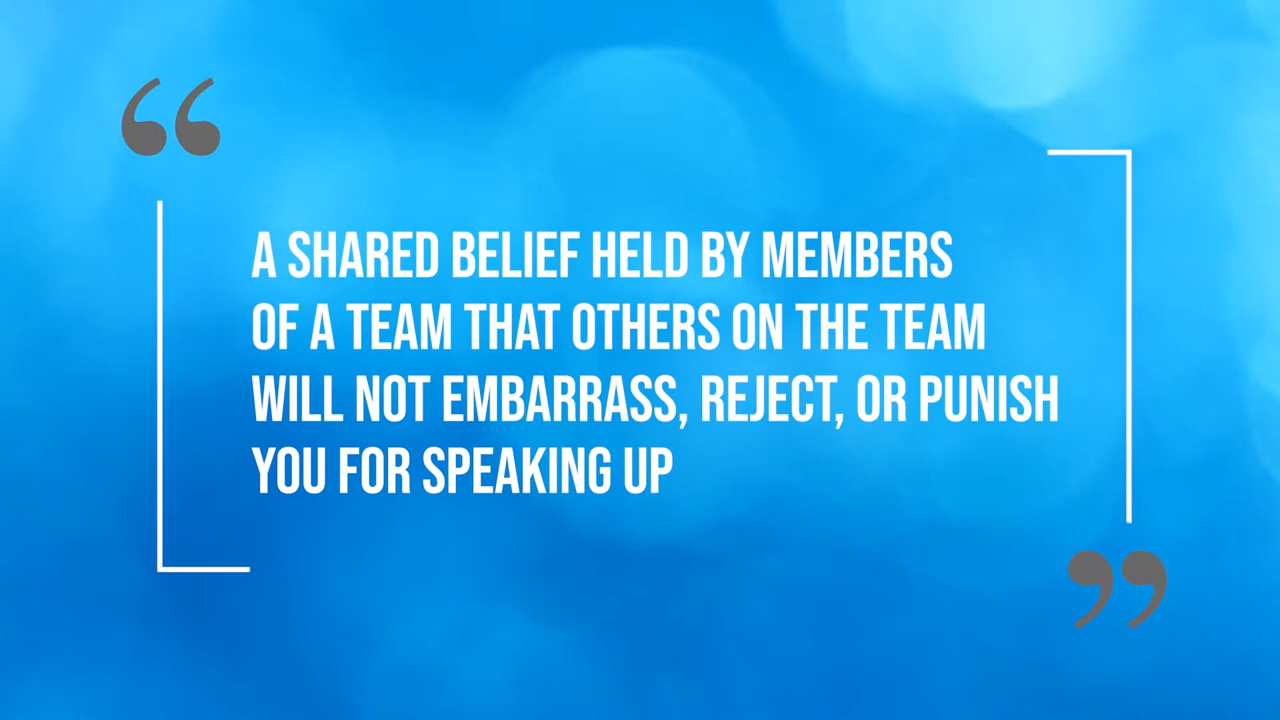 “
A SHARED BELIEF HELD BY MEMBERS
OF A TEAM THAT OTHERS ON THE TEAM
WILL NOT EMBARRASS, REJECT, OR PUNISH
YOU FOR SPEAKING UP
”